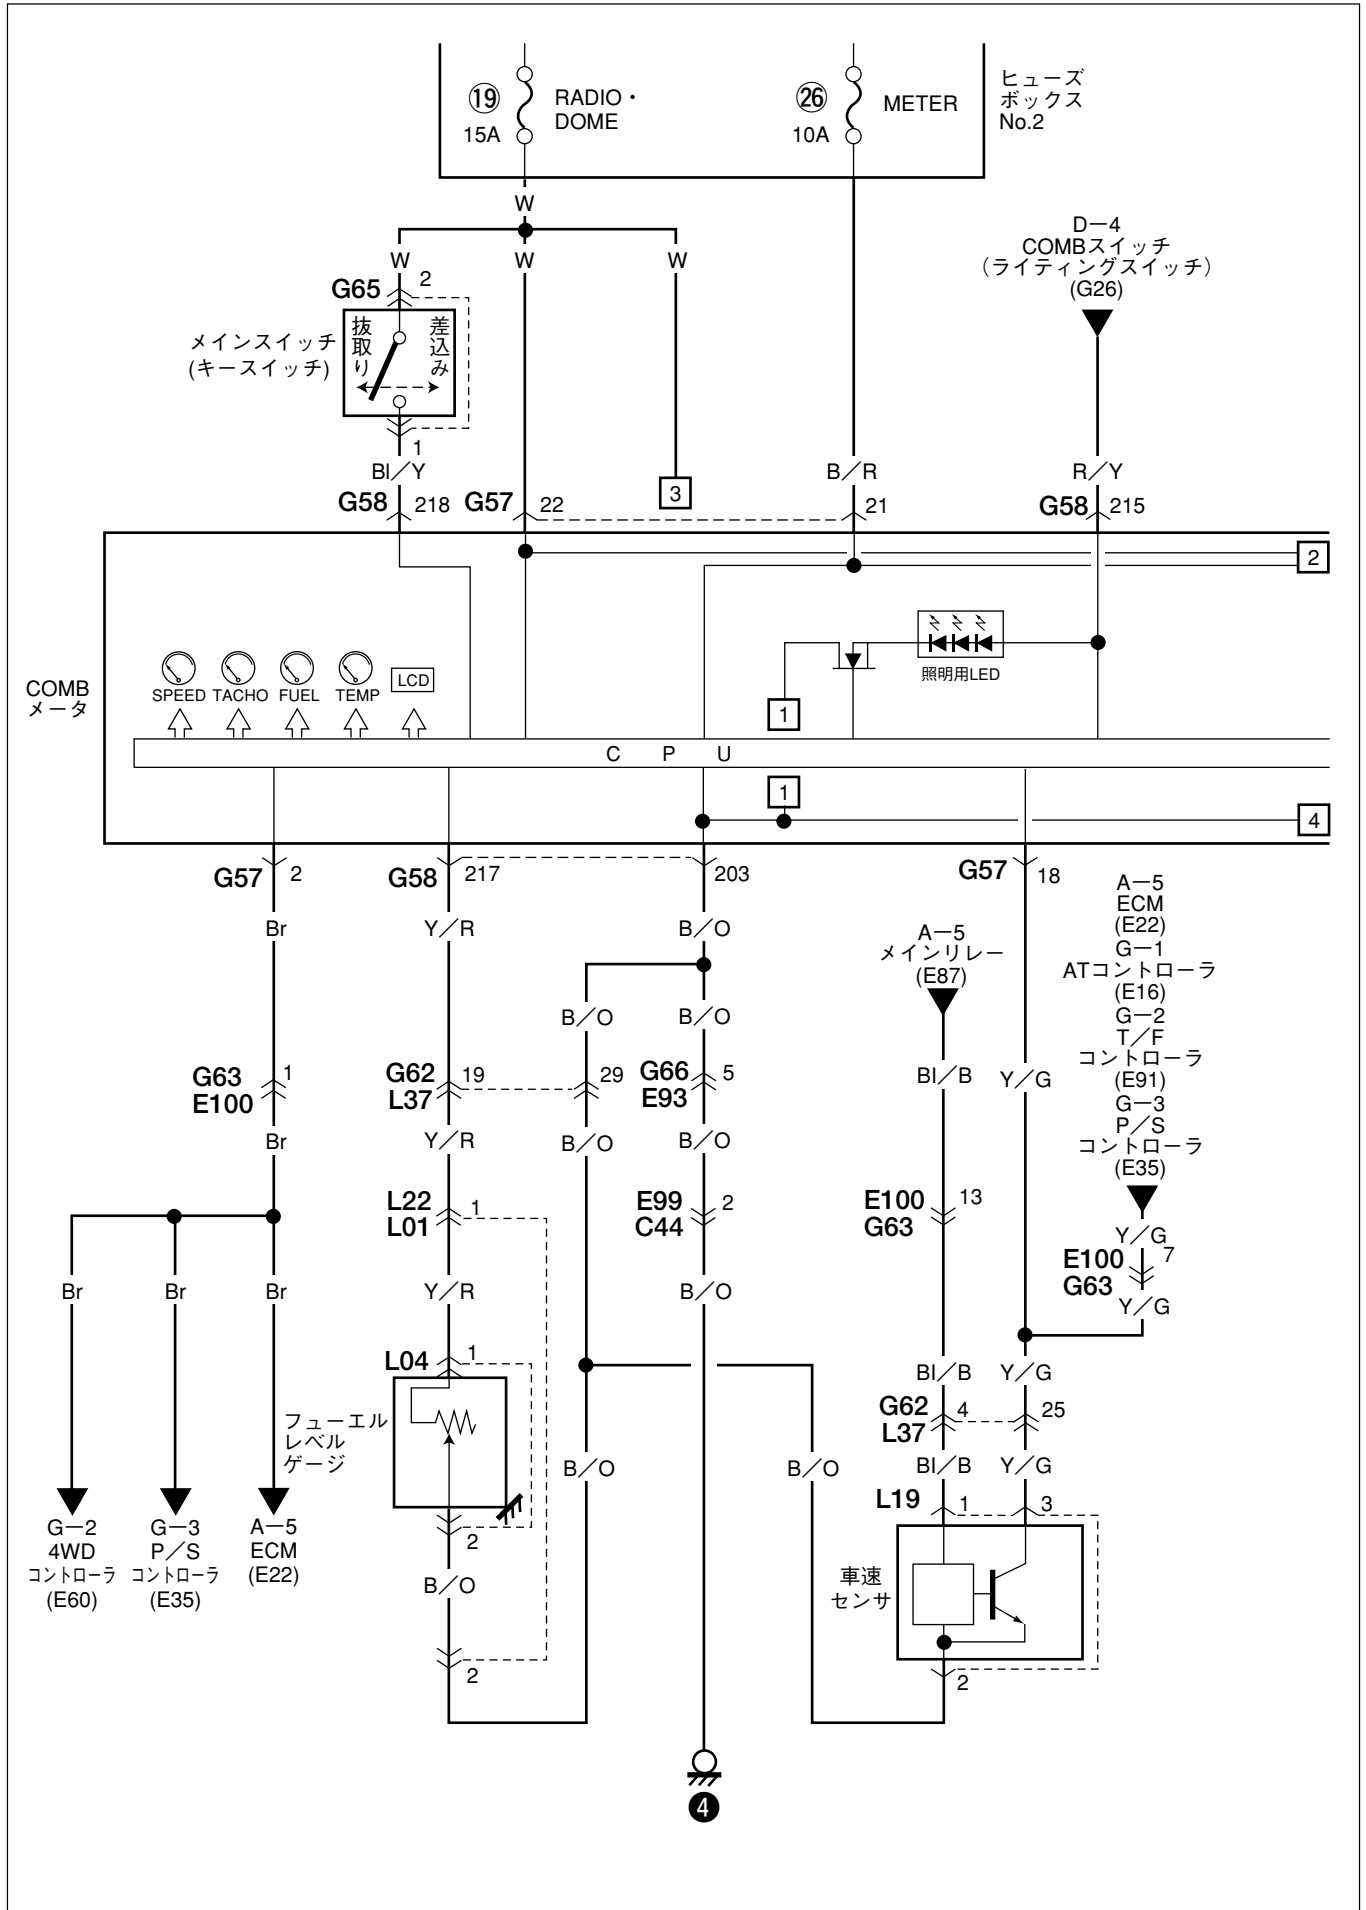 ⑲
15A
RADIO・
DOME
㉖
10A
METER
ヒューズ
ボックス
No.2
W
W
W
W
D－4
COMBスイッチ
（ライティングスイッチ）
(G26)
G65
2
メインスイッチ
(キースイッチ)
抜取り
差込み
1
Bl／Y
B／R
R／Y
3
G58
218
G57
22
21
G58
215
2
COMB
メータ
SPEED
TACHO
FUEL
TEMP
LCD
照明用LED
1
C P U
1
4
G57
2
G58
217
203
G57
18
Br
Y／R
B／O
A－5
メインリレー
(E87)
A－5
ECM
(E22)
G－1
ATコントローラ
(E16)
G－2
T／F
コントローラ
(E91)
G－3
P／S
コントローラ
(E35)
B／O
B／O
G63
E100
1
G62
L37
19
29
G66
E93
5
Bl／B
Y／G
Br
Y／R
B／O
B／O
L22
L01
1
E99
C44
2
E100
G63
13
Y／G
E100
G63
7
Y／G
Br
Br
Br
Y／R
B／O
L04
1
Bl／B
Y／G
フューエル
レベル
ゲージ
G62
L37
4
25
B／O
B／O
Bl／B
Y／G
L19
1
3
2
G－2
4WD
コントローラ
(E60)
G－3
P／S
コントローラ
(E35)
A－5
ECM
(E22)
B／O
車速
センサ
2
2
4